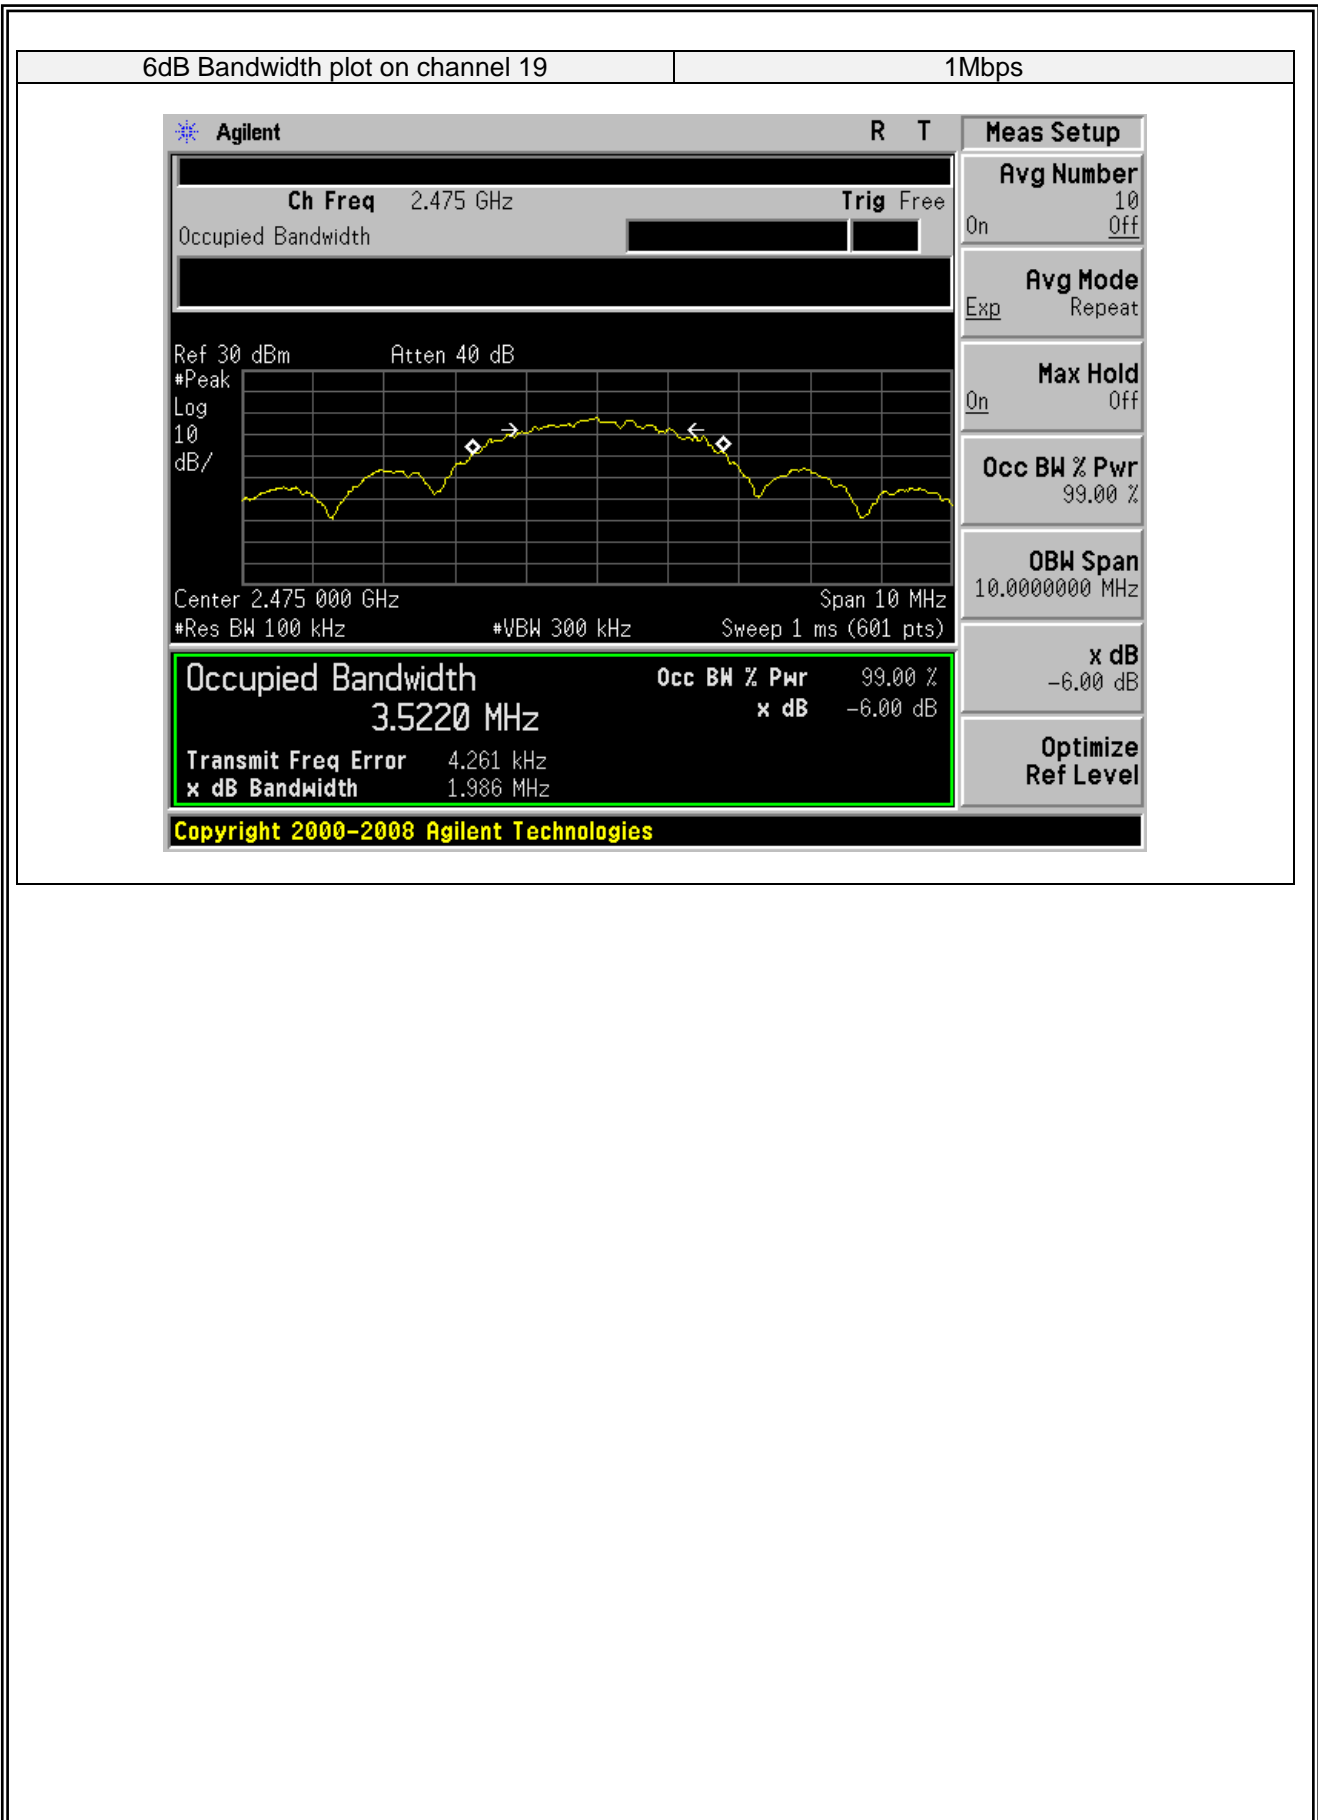 6dB Bandwidth plot on channel 19 1Mbps
Agilent R T
Ch Freq 2.475 GHz Trig Free
Occupied Bandwidth
Ref 30 dBm Atten 40 dB
#Peak
Log
10
dB/
Center 2.475 000 GHz Span 10 MHz
#Res BW 100 kHz #VBW 300 kHz Sweep 1 ms (601 pts)
Occupied Bandwidth Occ BW % Pwr 99.00 %
3.5220 MHz x dB -6.00 dB
Transmit Freq Error 4.261 kHz
x dB Bandwidth 1.986 MHz
Copyright 2000-2008 Agilent Technologies
Meas Setup
Avg Number
10
On Off
Avg Mode
Exp Repeat
Max Hold
On Off
Occ BW % Pwr
99.00 %
OBW Span
10.0000000 MHz
x dB
-6.00 dB
Optimize
Ref Level